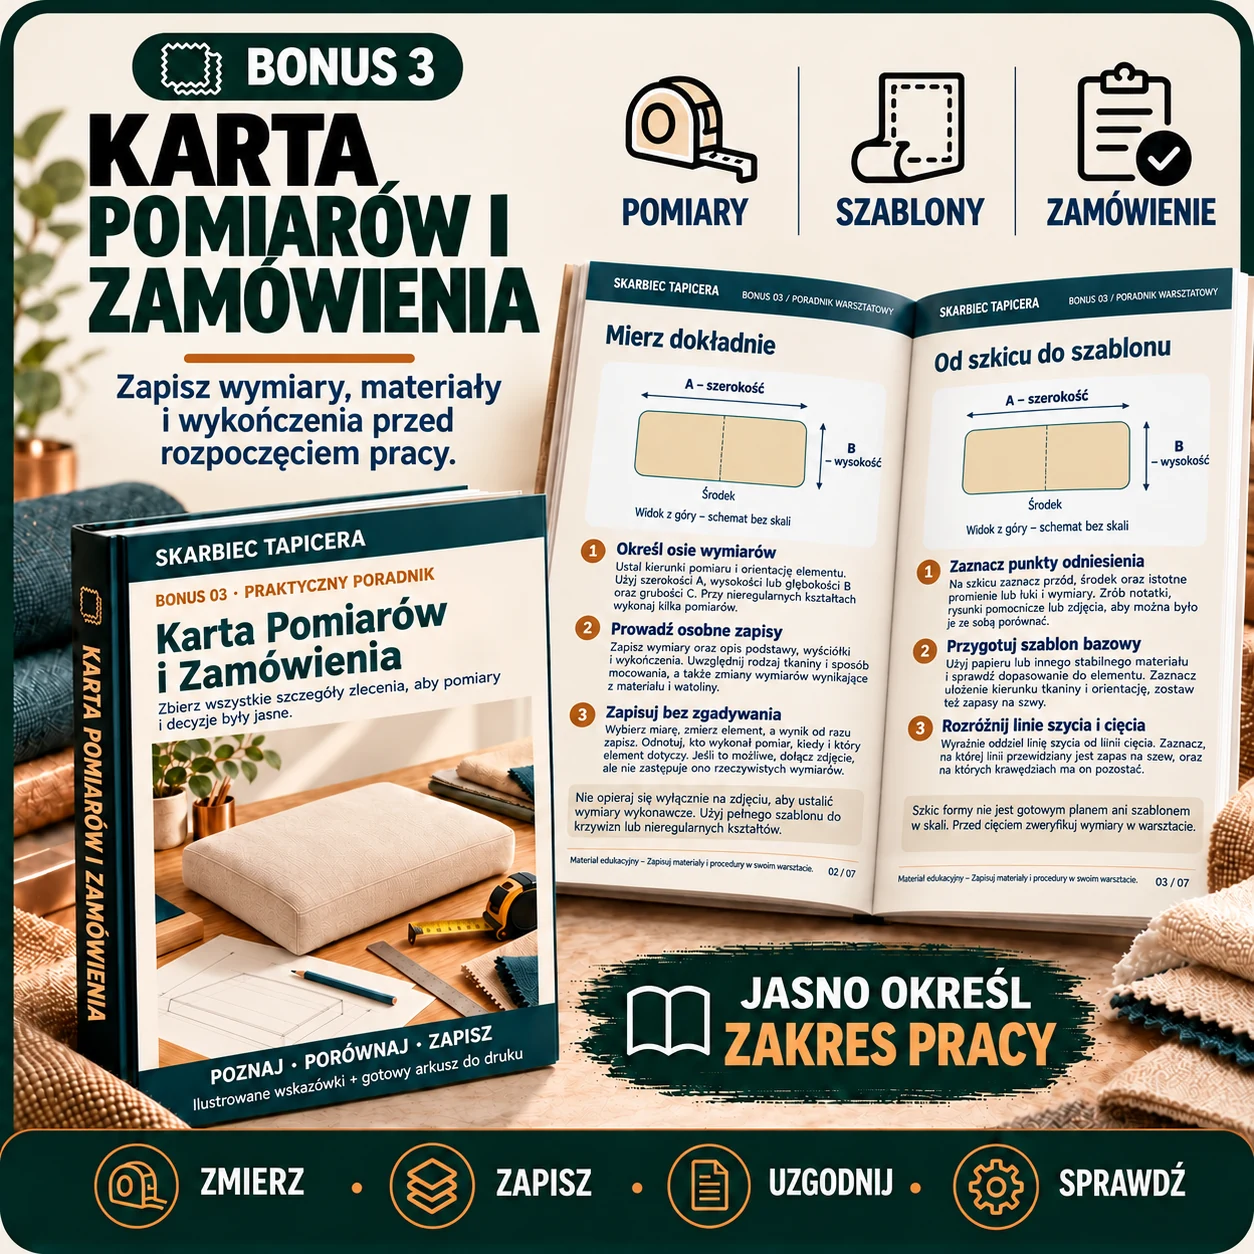 BONUS 3
KARTA
POMIARÓW I
ZAMÓWIENIA
Zapisz wymiary, materiały
i wykończenia przed
rozpoczęciem pracy.
POMIARY
SZABLONY
ZAMÓWIENIE
SKARBIEC TAPICERA
BONUS 03 / PORADNIK WARSZTATOWY
Mierz dokładnie
A – szerokość
B
– wysokość
Środek
Widok z góry – schemat bez skali
1 Określ osie wymiarów
Ustal kierunki pomiaru i orientację elementu.
Użyj szerokości A, wysokości lub głębokości B
oraz grubości C. Przy nieregularnych kształtach
wykonaj kilka pomiarów.
2 Prowadź osobne zapisy
Zapisz wymiary oraz opis podstawy, wyściółki
i wykończenia. Uwzględnij rodzaj tkaniny i sposób
mocowania, a także zmiany wymiarów wynikające
z materiału i watoliny.
3 Zapisuj bez zgadywania
Wybierz miarę, zmierz element, a wynik od razu
zapisz. Odnotuj, kto wykonał pomiar, kiedy i który
element dotyczy. Jeśli to możliwe, dołącz zdjęcie,
ale nie zastępuje ono rzeczywistych wymiarów.
Nie opieraj się wyłącznie na zdjęciu, aby ustalić
wymiary wykonawcze. Użyj pełnego szablonu do
krzywizn lub nieregularnych kształtów.
Materiał edukacyjny – Zapisuj materiały i procedury w swoim warsztacie.
02 / 07
SKARBIEC TAPICERA
BONUS 03 / PORADNIK WARSZTATOWY
Od szkicu do szablonu
A – szerokość
B
– wysokość
Środek
Widok z góry – schemat bez skali
1 Zaznacz punkty odniesienia
Na szkicu zaznacz przód, środek oraz istotne
promienie lub łuki i wymiary. Zrób notatki,
rysunki pomocnicze lub zdjęcia, aby można było
je ze sobą porównać.
2 Przygotuj szablon bazowy
Użyj papieru lub innego stabilnego materiału
i sprawdź dopasowanie do elementu. Zaznacz
ułożenie kierunku tkaniny i orientację, zostaw
też zapasy na szwy.
3 Rozróżnij linie szycia i cięcia
Wyraźnie oddziel linię szycia od liinii cięcia. Zaznacz,
na której linii przewidziany jest zapas na szew, oraz
na których krawędziach ma on pozostać.
Szkic formy nie jest gotowym planem ani szablonem
w skali. Przed cięciem zweryfikuj wymiary w warsztacie.
Materiał edukacyjny – Zapisuj materiały i procedury w swoim warsztacie.
03 / 07
KARTA POMIARÓW I ZAMÓWIENIA
SKARBIEC TAPICERA
BONUS 03 · PRAKTYCZNY PORADNIK
Karta Pomiarów
i Zamówienia
Zbierz wszystkie szczegóły zlecenia, aby pomiary
i decyzje były jasne.
POZNAJ · PORÓWNAJ · ZAPISZ
Ilustrowane wskazówki + gotowy arkusz do druku
JASNO OKREŚL
ZAKRES PRACY
ZMIERZ • ZAPISZ • UZGODNIJ • SPRAWDŹ